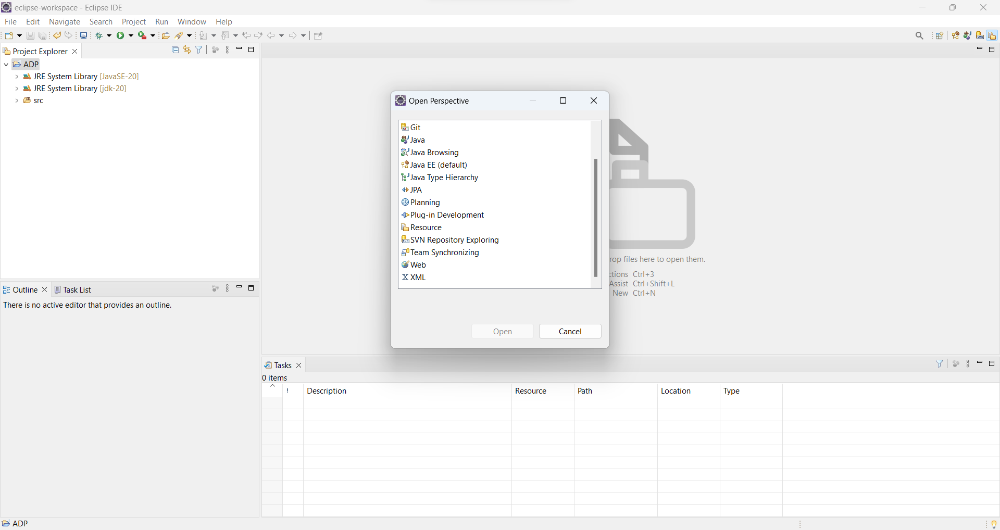 eclipse-workspace - Eclipse IDE
File Edit Navigate Search Project Run Window Help
Project Explorer
ADP
JRE System Library [JavaSE-20]
JRE System Library [jdk-20]
src
Open Perspective
Git
Java
Java Browsing
Java EE (default)
Java Type Hierarchy
JPA
Planning
Plug-in Development
Resource
SVN Repository Exploring
Team Synchronizing
Web
XML
Open Cancel
files here to open them.
Ctrl+3
Assist Ctrl+Shift+L
New Ctrl+N
Outline Task List
There is no active editor that provides an outline.
Tasks
0 items
! Description Resource Path Location Type
ADP